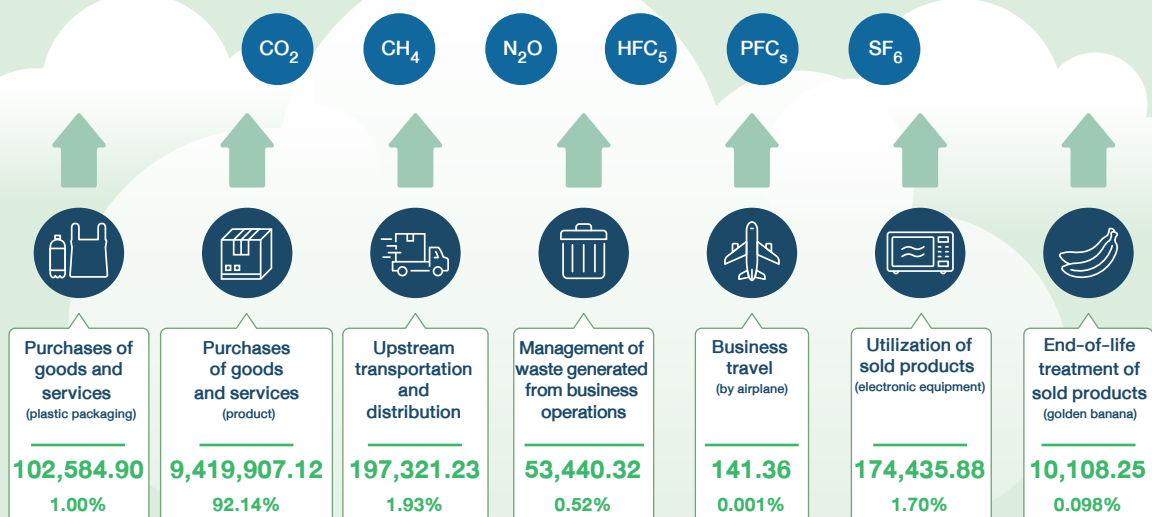 CO₂
CH₄
N₂O
HFC₅
PFCₛ
SF₆
Purchases of
goods and
services
(plastic packaging)
102,584.90
1.00%
Purchases
of goods
and services
(product)
9,419,907.12
92.14%
Upstream
transportation
and
distribution
197,321.23
1.93%
Management of
waste generated
from business
operations
53,440.32
0.52%
Business
travel
(by airplane)
141.36
0.001%
Utilization of
sold products
(electronic equipment)
174,435.88
1.70%
End-of-life
treatment of
sold products
(golden banana)
10,108.25
0.098%